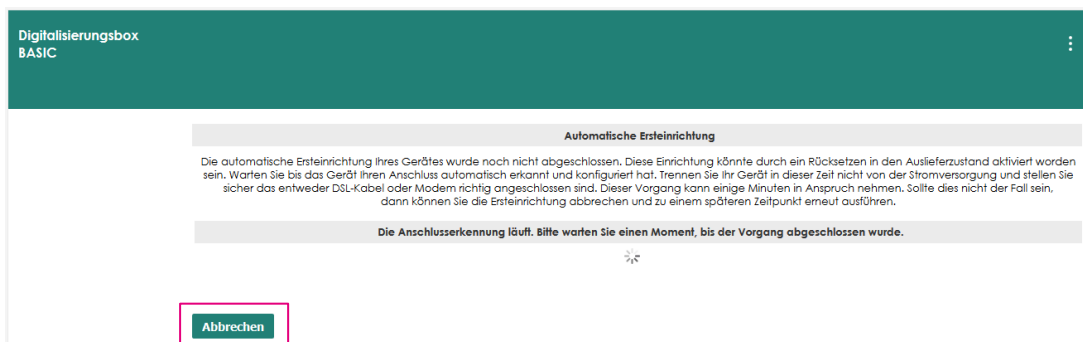 Digitalisierungsbox
BASIC
Automatische Ersteinrichtung
Die automatische Ersteinrichtung Ihres Gerätes wurde noch nicht abgeschlossen. Diese Einrichtung könnte durch ein Rücksetzen in den Auslieferzustand aktiviert worden
sein. Warten Sie bis das Gerät Ihren Anschluss automatisch erkannt und konfiguriert hat. Trennen Sie Ihr Gerät in dieser Zeit nicht von der Stromversorgung und stellen Sie
sicher das entweder DSL-Kabel oder Modem richtig angeschlossen sind. Dieser Vorgang kann einige Minuten in Anspruch nehmen. Sollte dies nicht der Fall sein,
dann können Sie die Ersteinrichtung abbrechen und zu einem späteren Zeitpunkt erneut ausführen.
Die Anschlusserkennung läuft. Bitte warten Sie einen Moment, bis der Vorgang abgeschlossen wurde.
Abbrechen